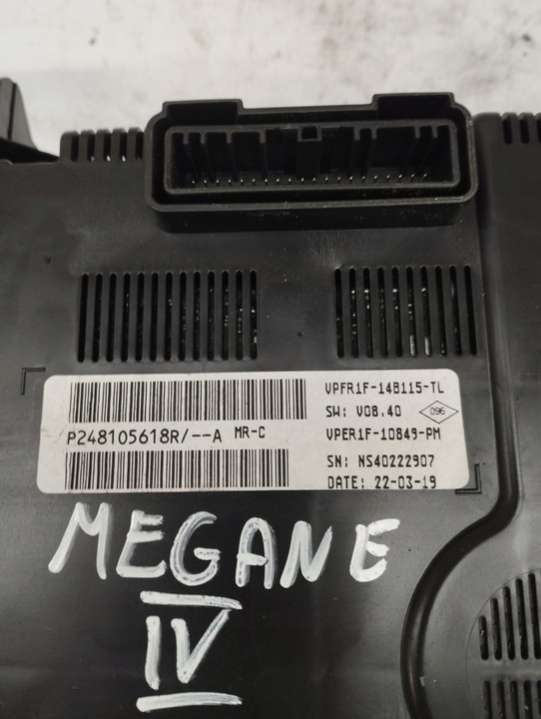 VPFR1F-14B115-TL
SW: V08.40
096
P248105618R/--A MR-C
VPER1F-10849-PM
SN: NS40222907
DATE: 22-03-19
MEGANE
IV